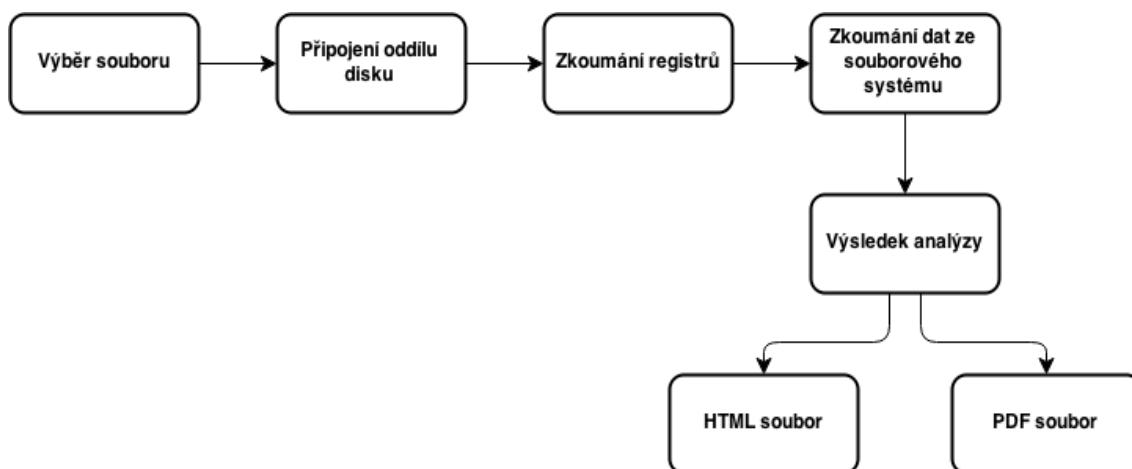 Výběr souboru
Připojení oddílu
disku
Zkoumání registrů
Zkoumání dat ze
souborového
systému
Výsledek analýzy
HTML soubor
PDF soubor